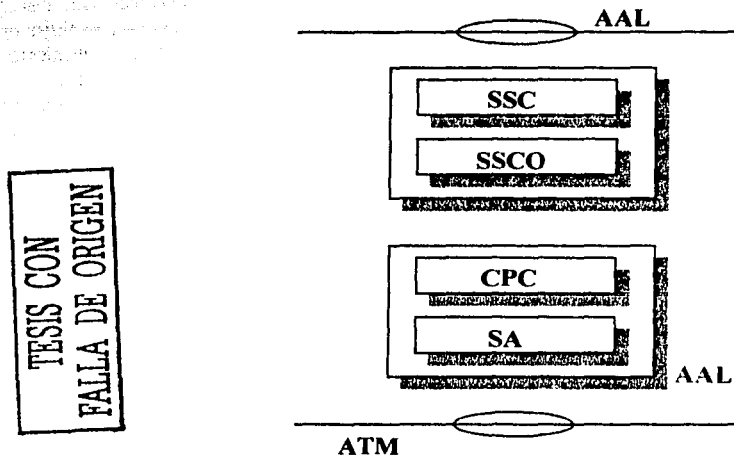 AAL
SSC
SSCO
TESIS CON
FALLA DE ORIGEN
CPC
SA
AAL
ATM